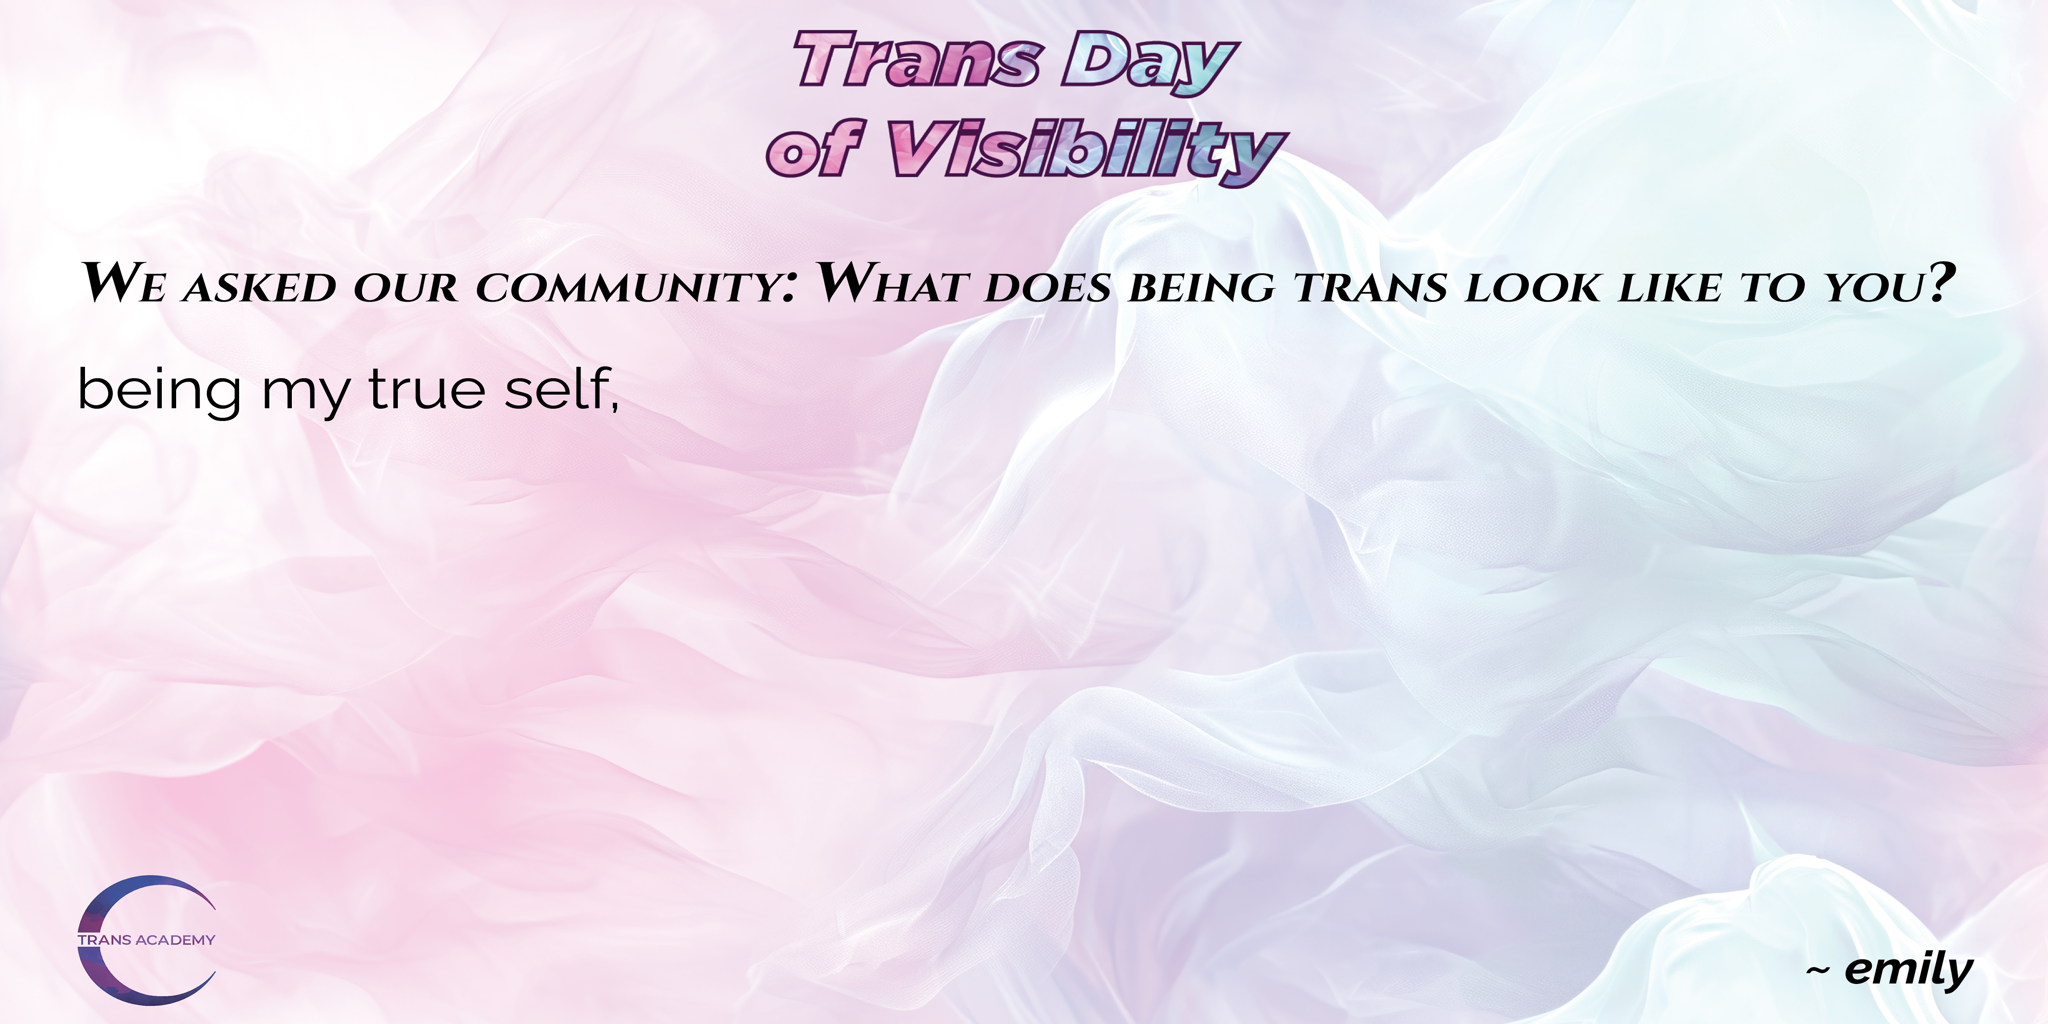 Trans Day
of Visibility
We asked our community: What does being trans look like to you?
being my true self,
TRANS ACADEMY
~ emily